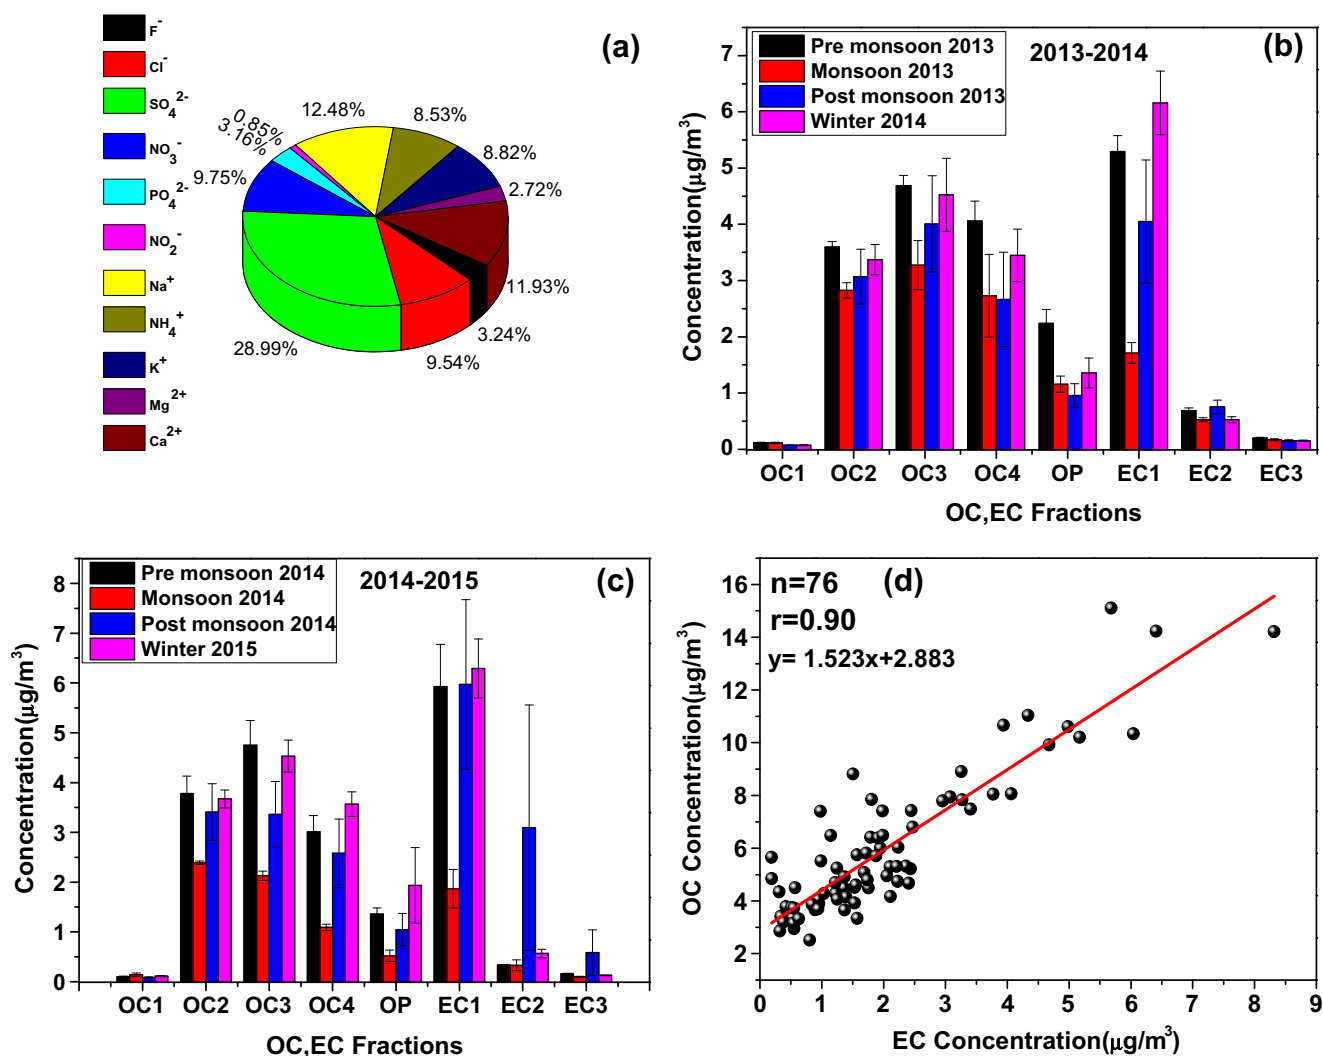 (a)
F⁻
Cl⁻
SO₄²⁻
NO₃⁻
PO₄²⁻
NO₂⁻
Na⁺
NH₄⁺
K⁺
Mg²⁺
Ca²⁺
12.48%
8.53%
0.85%
3.16%
8.82%
9.75%
2.72%
11.93%
3.24%
28.99%
9.54%
(b)
2013-2014
Pre monsoon 2013
Monsoon 2013
Post monsoon 2013
Winter 2014
Concentration(μg/m³)
7
6
5
4
3
2
1
0
OC1 OC2 OC3 OC4 OP EC1 EC2 EC3
OC,EC Fractions
(c)
2014-2015
Pre monsoon 2014
Monsoon 2014
Post monsoon 2014
Winter 2015
Concentration(μg/m³)
8
7
6
5
4
3
2
1
0
OC1 OC2 OC3 OC4 OP EC1 EC2 EC3
OC,EC Fractions
(d)
n=76
r=0.90
y= 1.523x+2.883
OC Concentration(μg/m³)
16
14
12
10
8
6
4
2
0 1 2 3 4 5 6 7 8 9
EC Concentration(μg/m³)